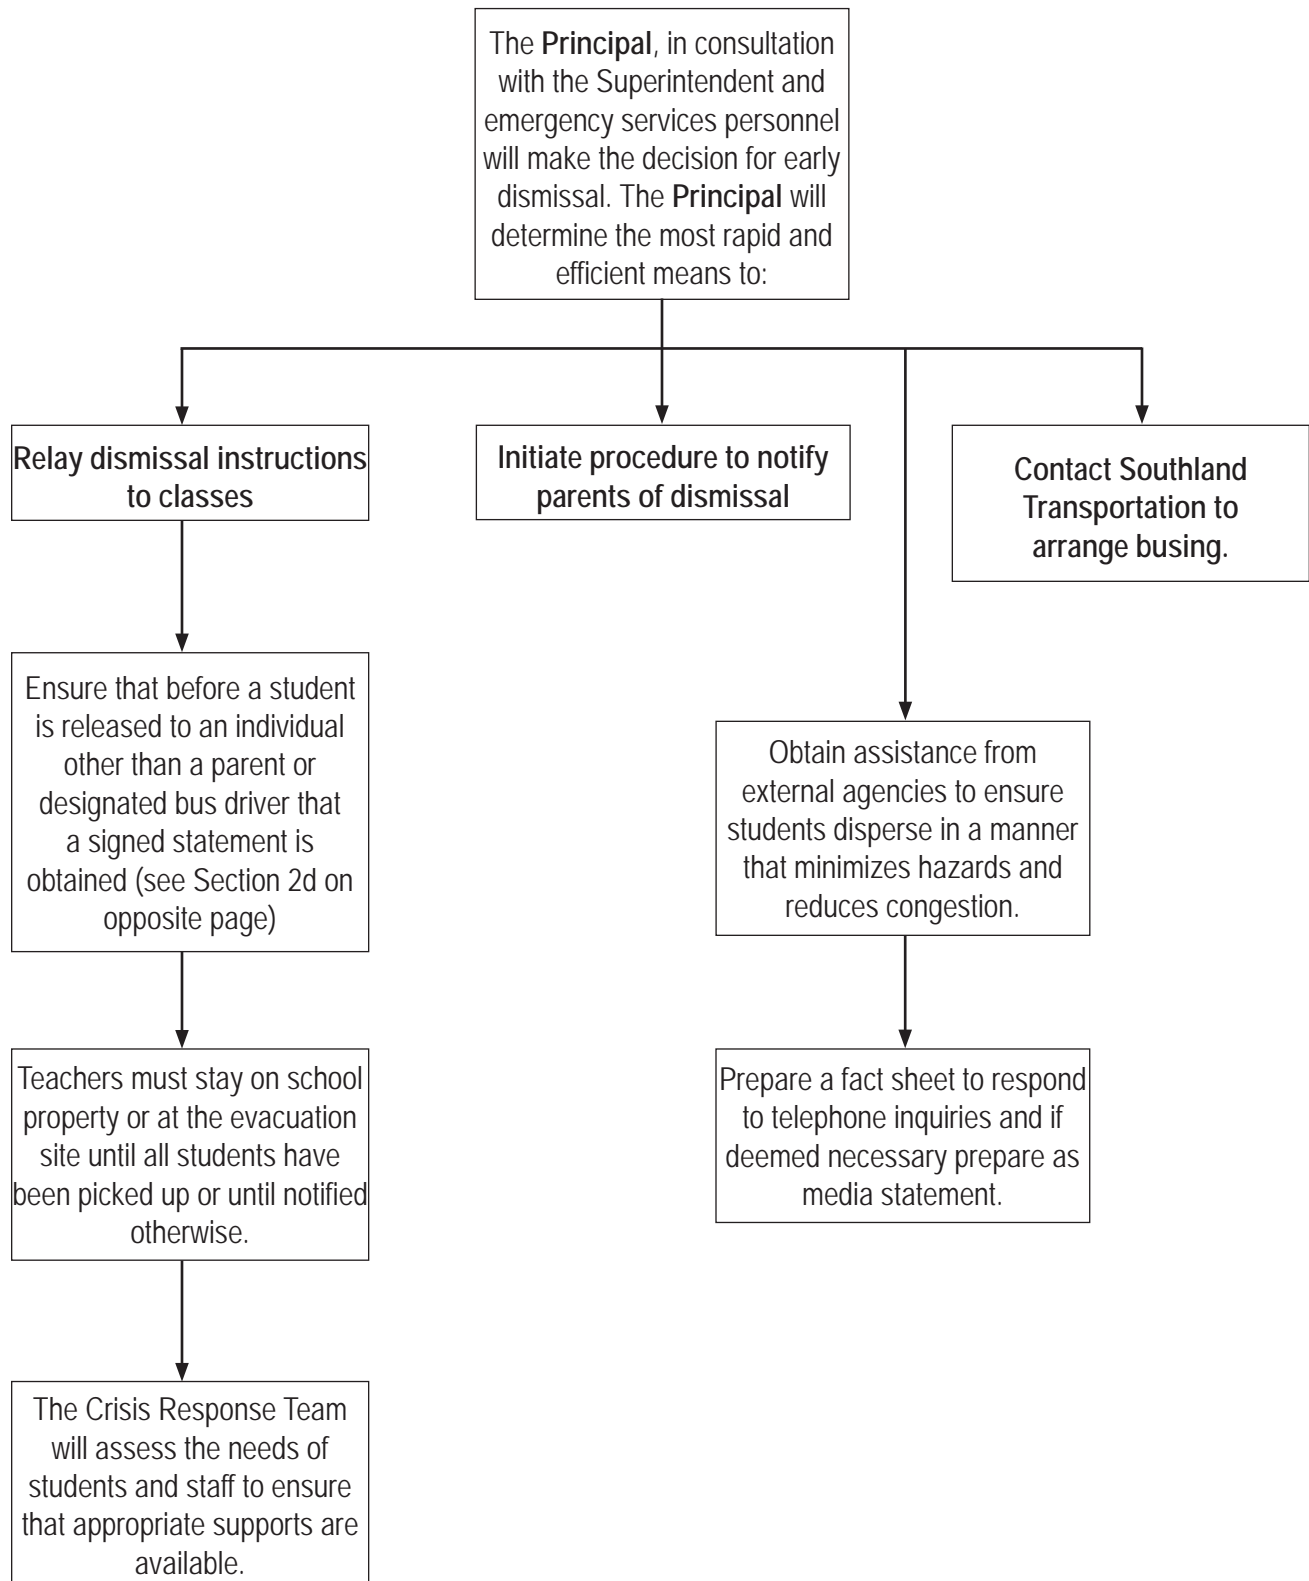 The Principal, in consultation
with the Superintendent and
emergency services personnel
will make the decision for early
dismissal. The Principal will
determine the most rapid and
efficient means to:
Relay dismissal instructions
to classes
Initiate procedure to notify
parents of dismissal
Contact Southland
Transportation to
arrange busing.
Ensure that before a student
is released to an individual
other than a parent or
designated bus driver that
a signed statement is
obtained (see Section 2d on
opposite page)
Obtain assistance from
external agencies to ensure
students disperse in a manner
that minimizes hazards and
reduces congestion.
Teachers must stay on school
property or at the evacuation
site until all students have
been picked up or until notified
otherwise.
Prepare a fact sheet to respond
to telephone inquiries and if
deemed necessary prepare as
media statement.
The Crisis Response Team
will assess the needs of
students and staff to ensure
that appropriate supports are
available.